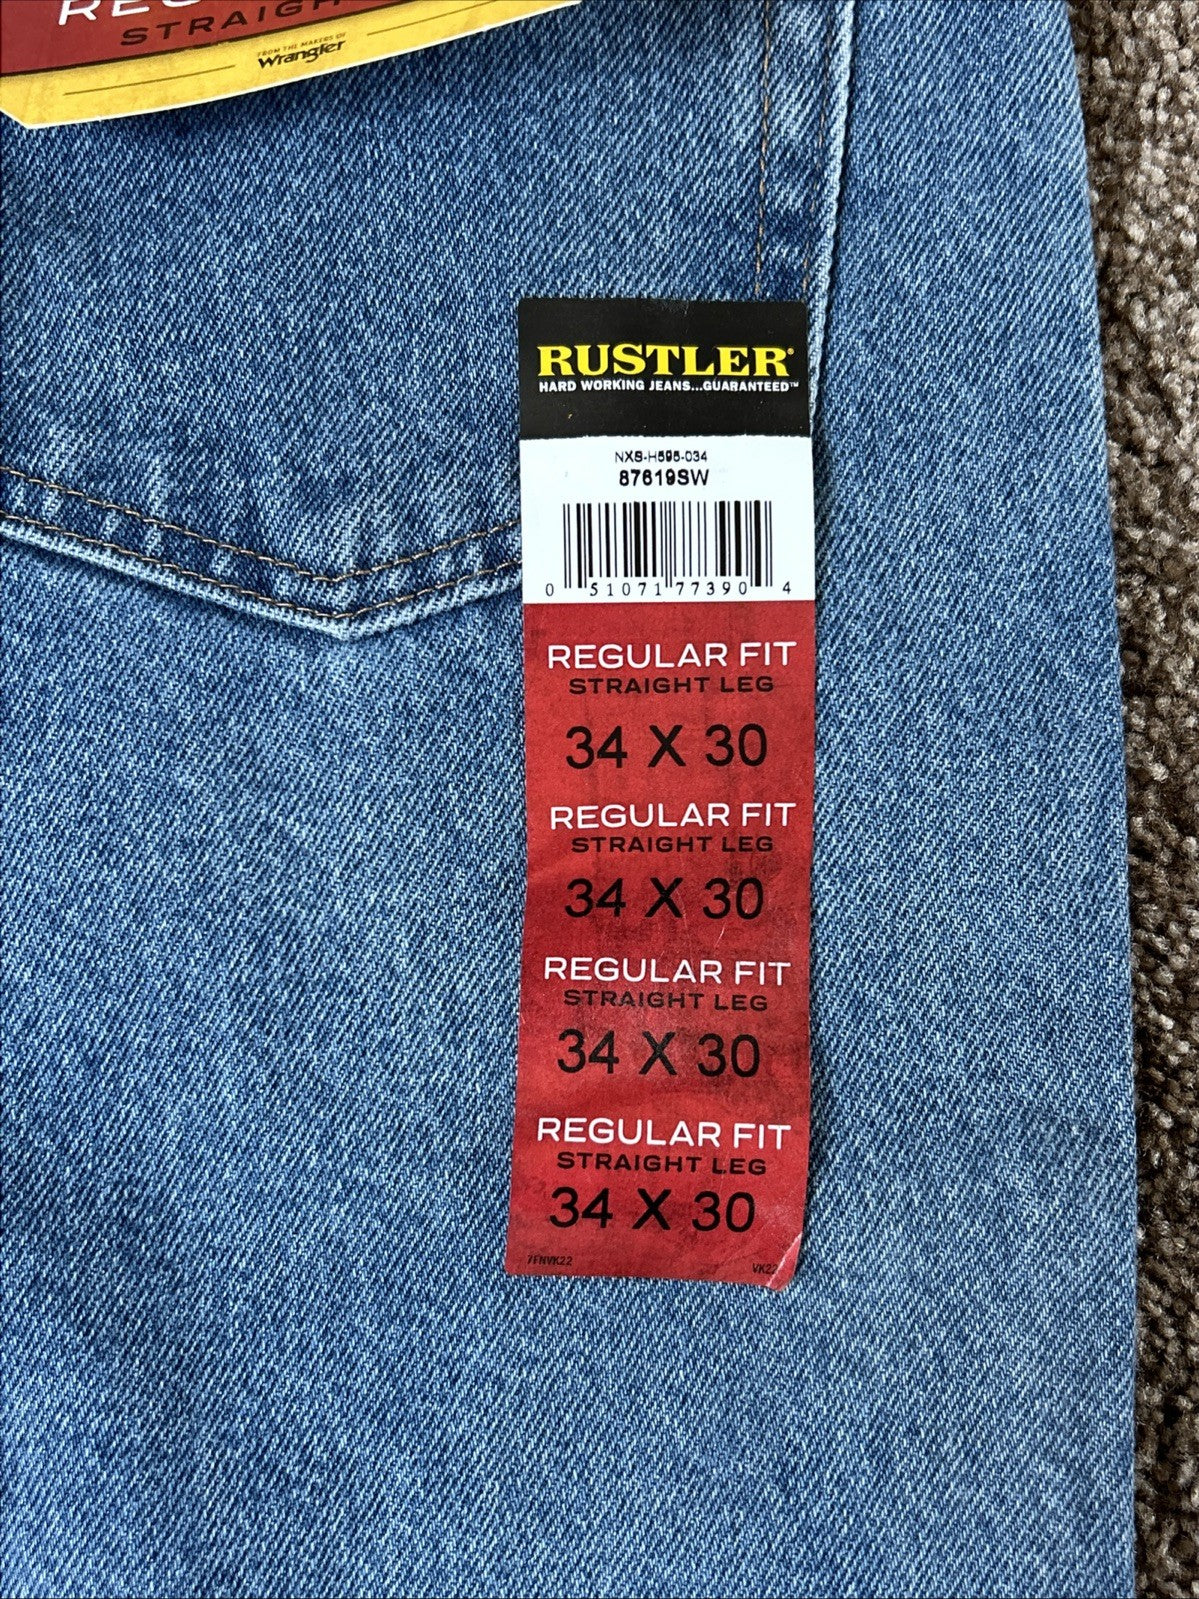 STRAIGH
FROM THE MAKERS OF
Wrangler
RUSTLER®
HARD WORKING JEANS...GUARANTEED™
NXS-H595-034
87619SW
0 51071 77390 4
REGULAR FIT
STRAIGHT LEG
34 X 30
REGULAR FIT
STRAIGHT LEG
34 X 30
REGULAR FIT
STRAIGHT LEG
34 X 30
REGULAR FIT
STRAIGHT LEG
34 X 30
7FNVK22 VK22